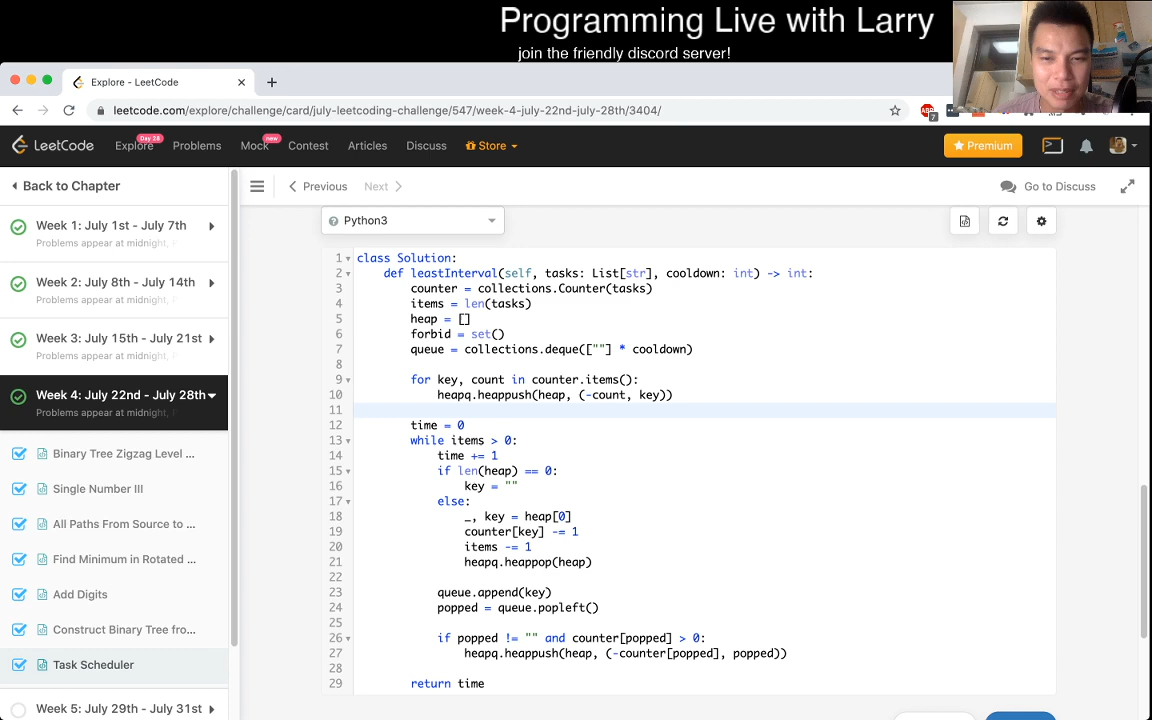 Programming Live with Larry
join the friendly discord server!
Explore - LeetCode
leetcode.com/explore/challenge/card/july-leetcoding-challenge/547/week-4-july-22nd-july-28th/3404/
7
LeetCode Explore Day 28 Problems Mock new Contest Articles Discuss Store Premium
Back to Chapter
Previous Next Go to Discuss
Week 1: July 1st - July 7th
Problems appear at midnight,
Week 2: July 8th - July 14th
Problems appear at midnight,
Week 3: July 15th - July 21st
Problems appear at midnight,
Week 4: July 22nd - July 28th
Problems appear at midnight,
Binary Tree Zigzag Level ...
Single Number III
All Paths From Source to ...
Find Minimum in Rotated ...
Add Digits
Construct Binary Tree fro...
Task Scheduler
Week 5: July 29th - July 31st
Python3
1 class Solution:
2 def leastInterval(self, tasks: List[str], cooldown: int) -> int:
3 counter = collections.Counter(tasks)
4 items = len(tasks)
5 heap = []
6 forbid = set()
7 queue = collections.deque([""] * cooldown)
8
9 for key, count in counter.items():
10 heapq.heappush(heap, (-count, key))
11
12 time = 0
13 while items > 0:
14 time += 1
15 if len(heap) == 0:
16 key = ""
17 else:
18 _, key = heap[0]
19 counter[key] -= 1
20 items -= 1
21 heapq.heappop(heap)
22
23 queue.append(key)
24 popped = queue.popleft()
25
26 if popped != "" and counter[popped] > 0:
27 heapq.heappush(heap, (-counter[popped], popped))
28
29 return time